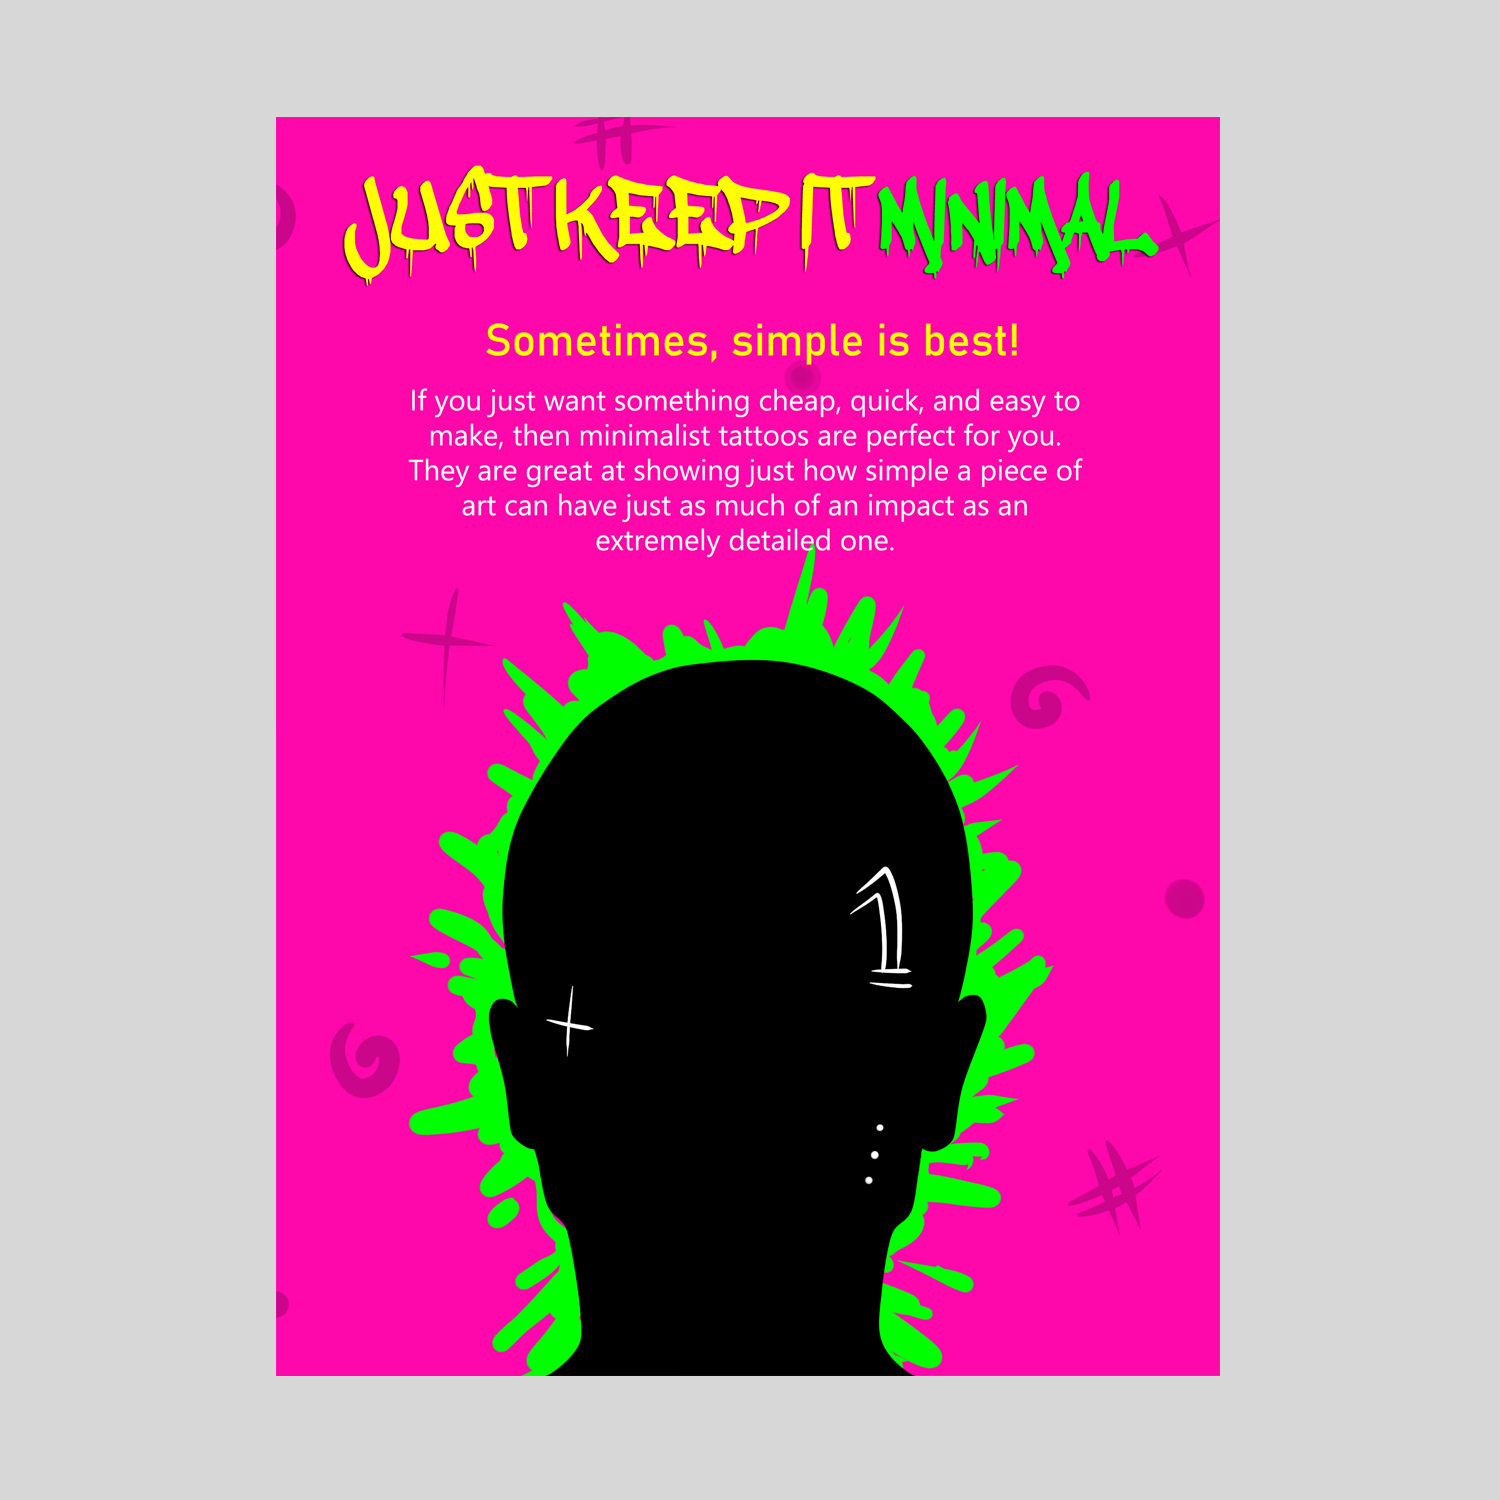 JUST KEEP IT MINIMAL
Sometimes, simple is best!
If you just want something cheap, quick, and easy to
make, then minimalist tattoos are perfect for you.
They are great at showing just how simple a piece of
art can have just as much of an impact as an
extremely detailed one.
1